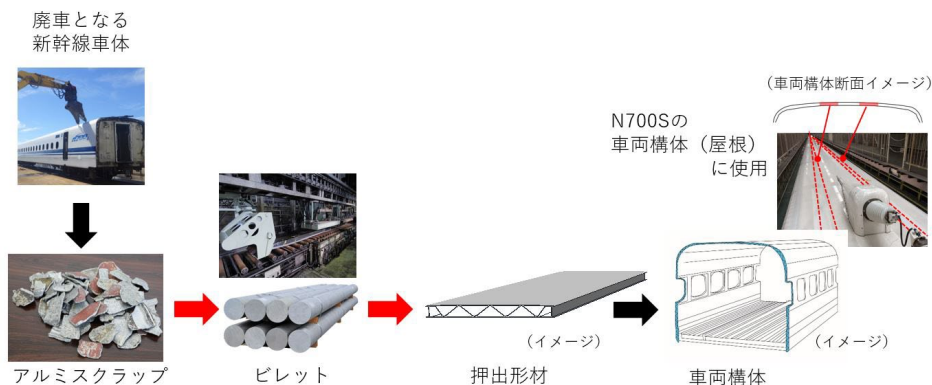 廃車となる
新幹線車体
(車両構体断面イメージ)
N700Sの
車両構体（屋根）
に使用
(イメージ)
(イメージ)
アルミスクラップ
ビレット
押出形材
車両構体